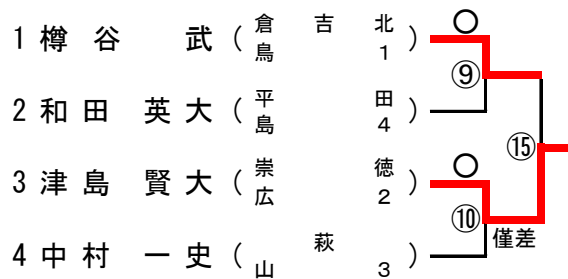 1 樽谷 武 (倉吉北 鳥1) ○
⑨
2 和田 英大 (平田 島4)
⑮
3 津島 賢大 (崇徳 広2) ○
⑩ 僅差
4 中村 一史 (萩 山3)